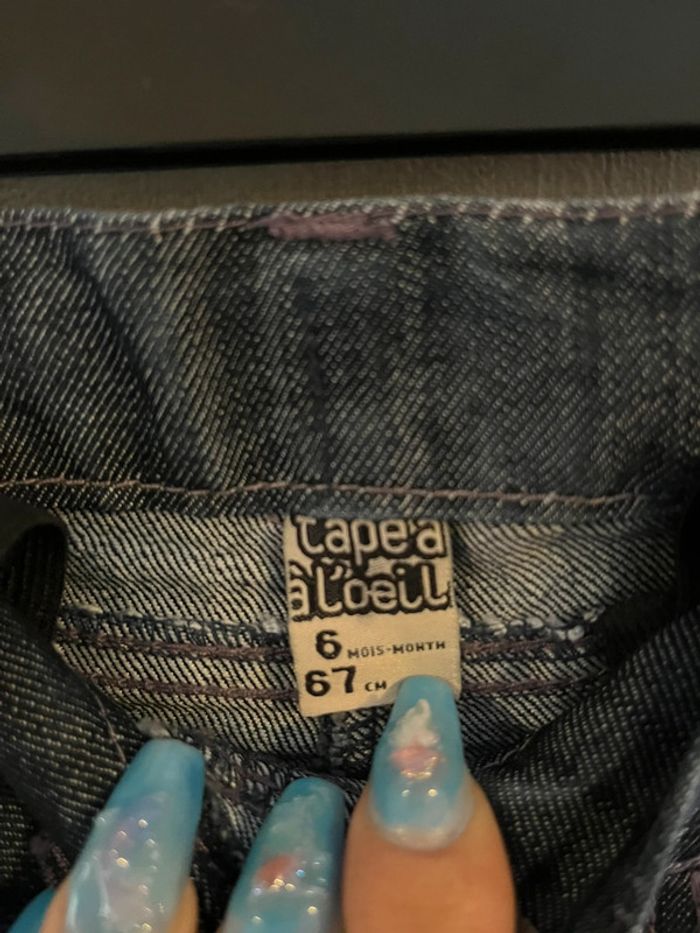 tape à
à l'oeil
6 MOIS-MONTH
67 CM